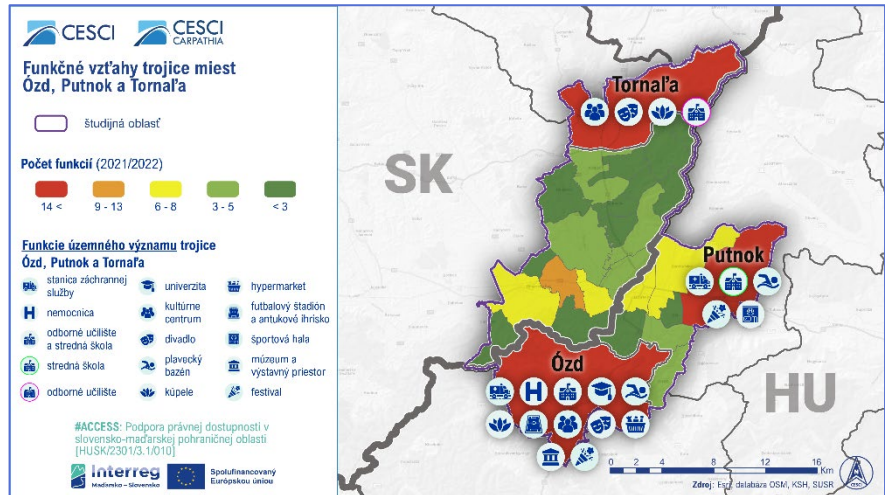 CESCI
CESCI
CARPATHIA
Funkčné vzťahy trojice miest
Ózd, Putnok a Tornaľa
študijná oblasť
Počet funkcií (2021/2022)
14 <
9 - 13
6 - 8
3 - 5
< 3
Funkcie územného významu trojice
Ózd, Putnok a Tornaľa
stanica záchrannej
služby
nemocnica
odborné učilište
a stredná škola
stredná škola
odborné učilište
univerzita
kultúrne
centrum
divadlo
plavecký
bazén
kúpele
hypermarket
futbalový štadión
a antukové ihrisko
športová hala
múzeum a
výstavný priestor
festival
#ACCESS: Podpora právnej dostupnosti v
slovensko-maďarskej pohraničnej oblasti
[HUSK/2301/3.1/010]
Interreg
Maďarsko - Slovensko
Spolufinancovaný
Európskou úniou
SK
Tornaľa
Putnok
Ózd
HU
0 2 4 8 12 16
Km
Zdroj: Esri, databáza OSM, KSH, SUSR
CESCI